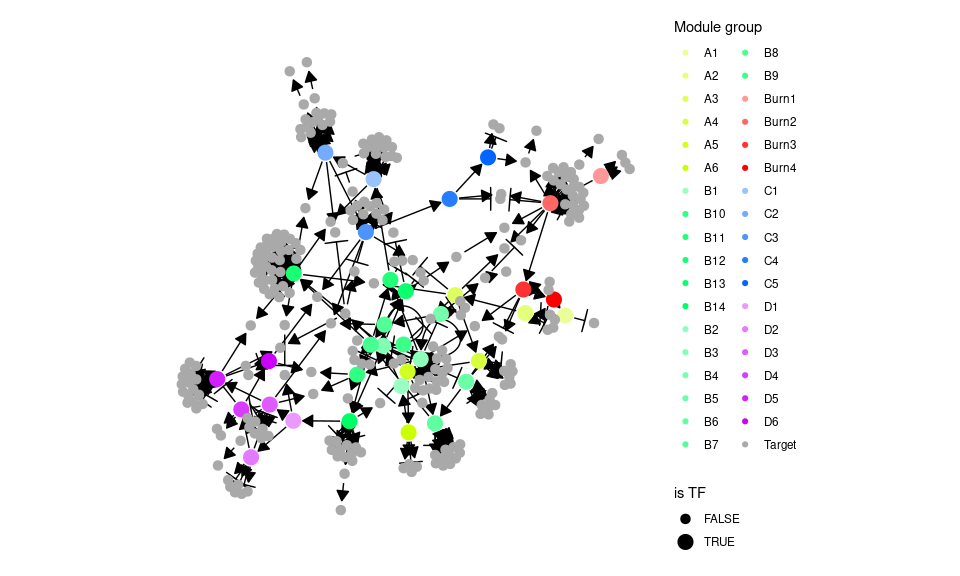 Module group
A1
A2
A3
A4
A5
A6
B1
B10
B11
B12
B13
B14
B2
B3
B4
B5
B6
B7
B8
B9
Burn1
Burn2
Burn3
Burn4
C1
C2
C3
C4
C5
D1
D2
D3
D4
D5
D6
Target
is TF
FALSE
TRUE